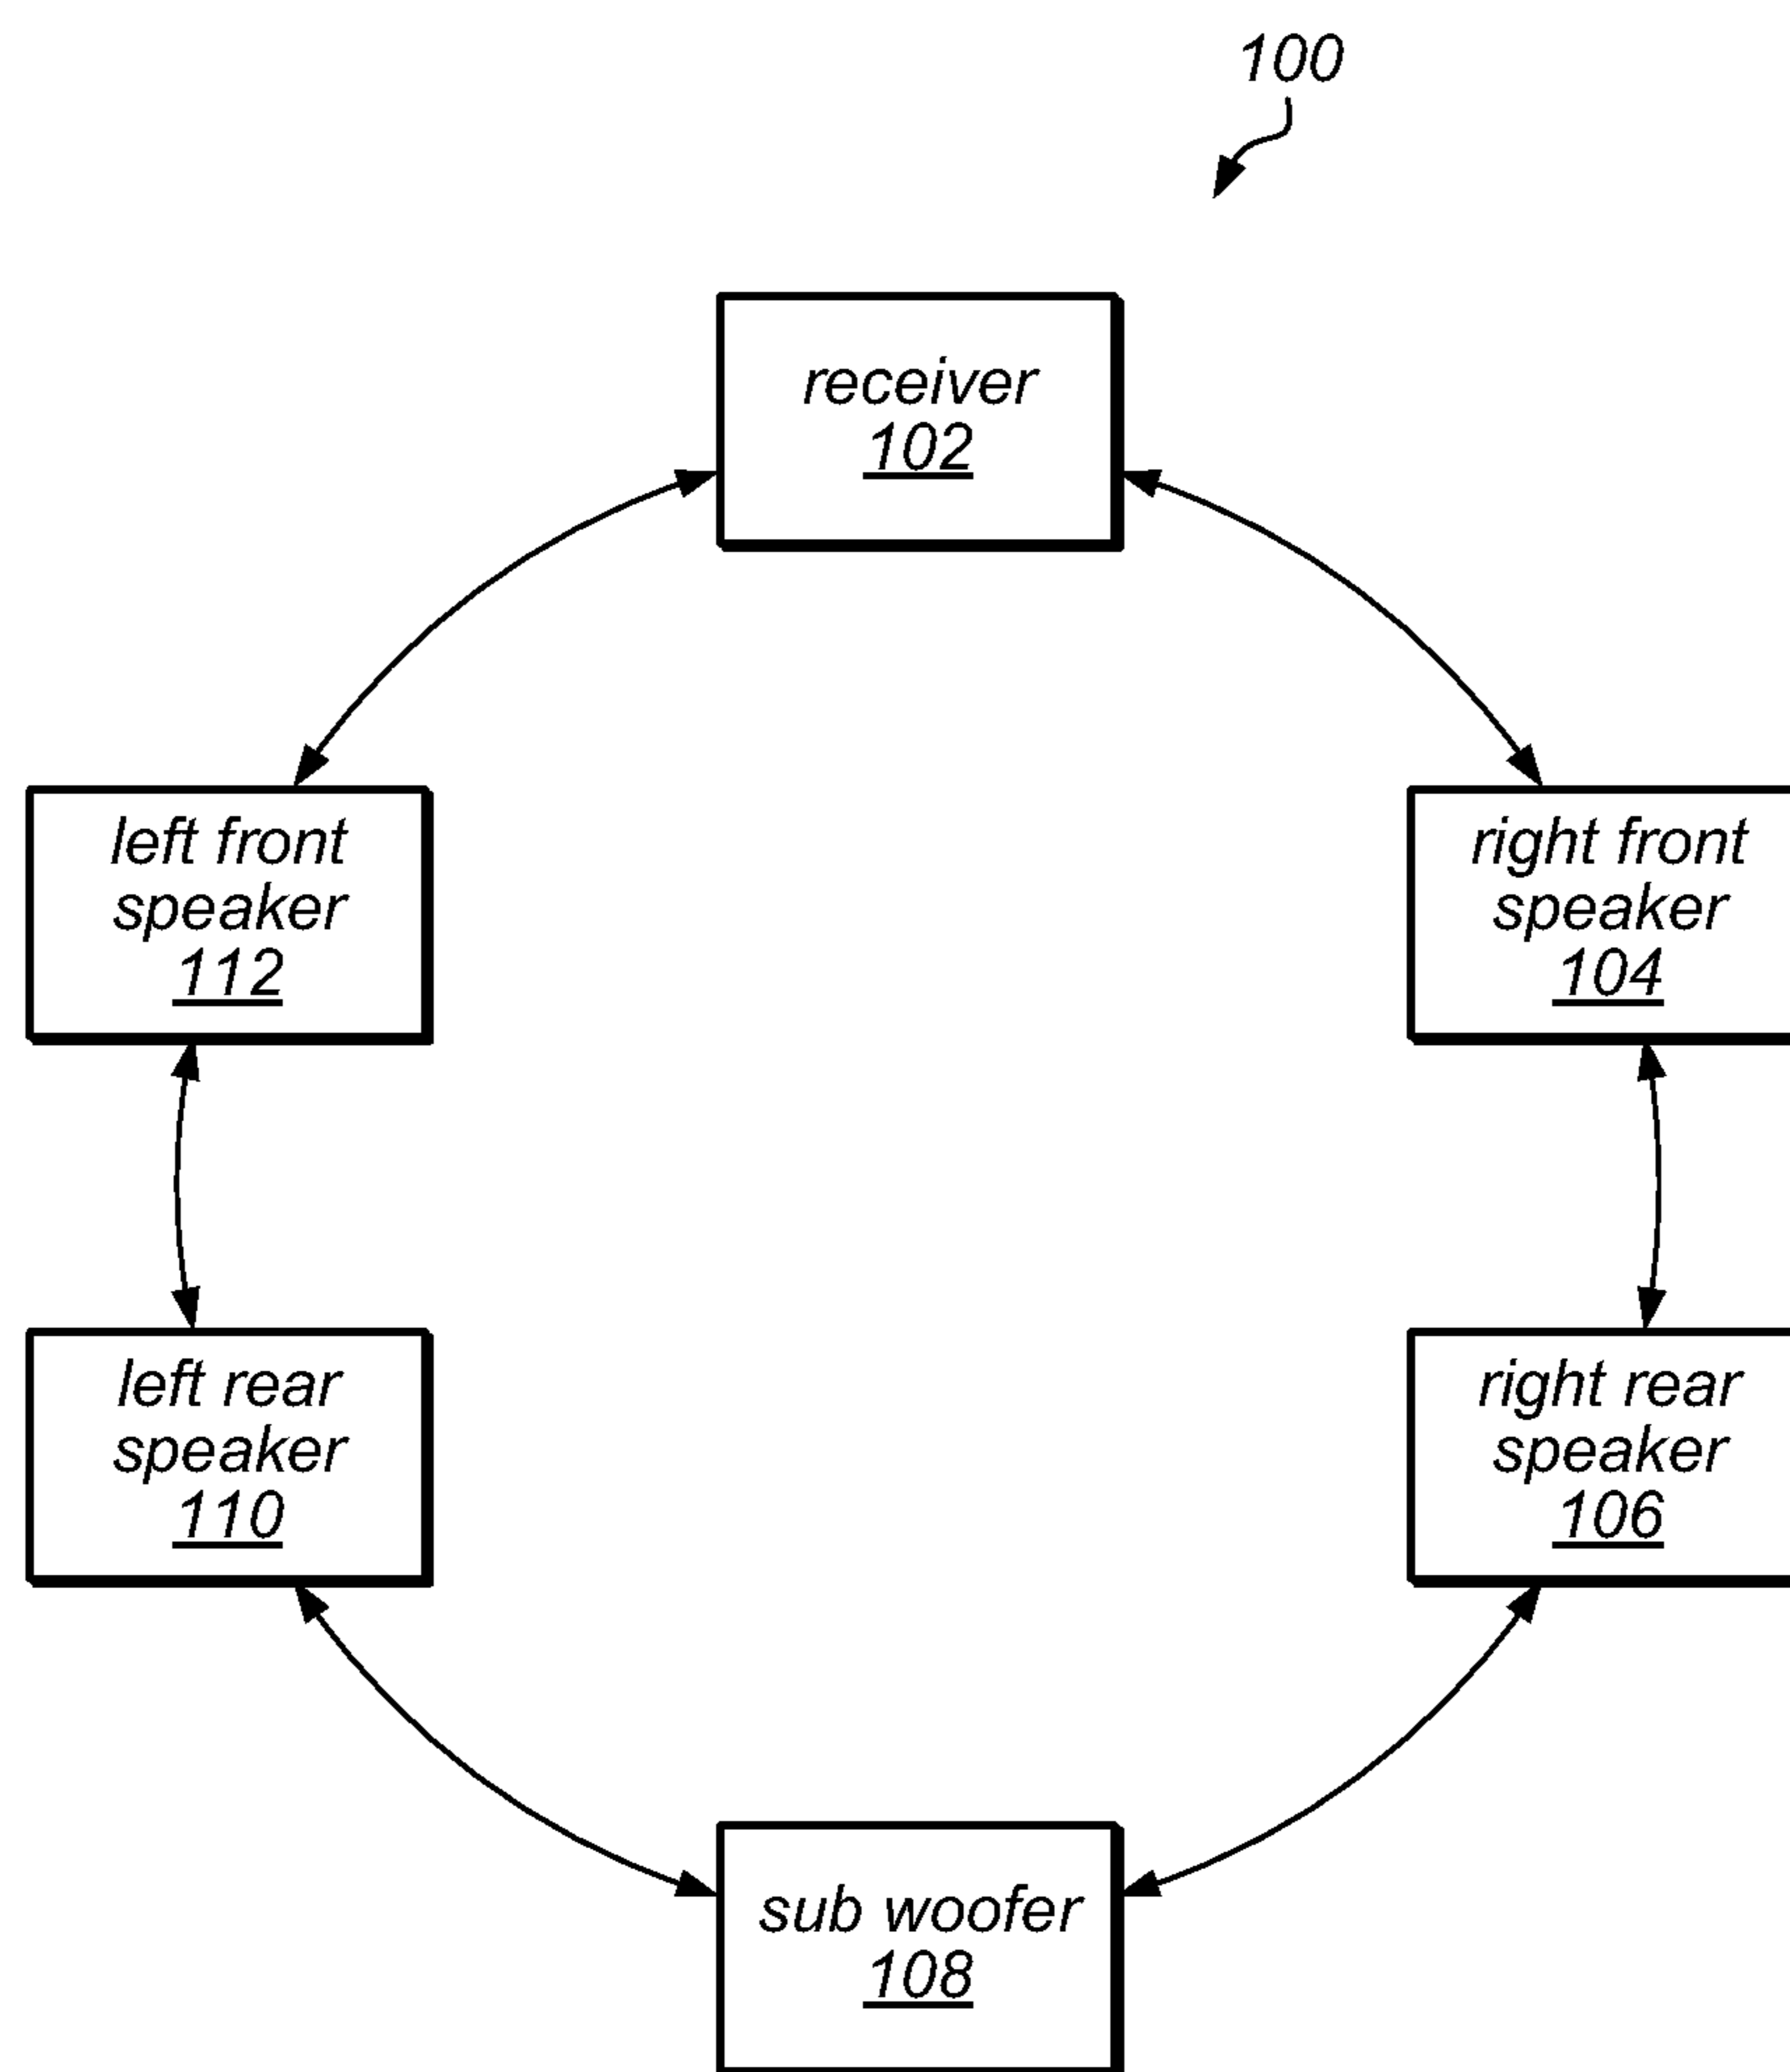 100
receiver
102
left front
speaker
112
right front
speaker
104
left rear
speaker
110
right rear
speaker
106
sub woofer
108